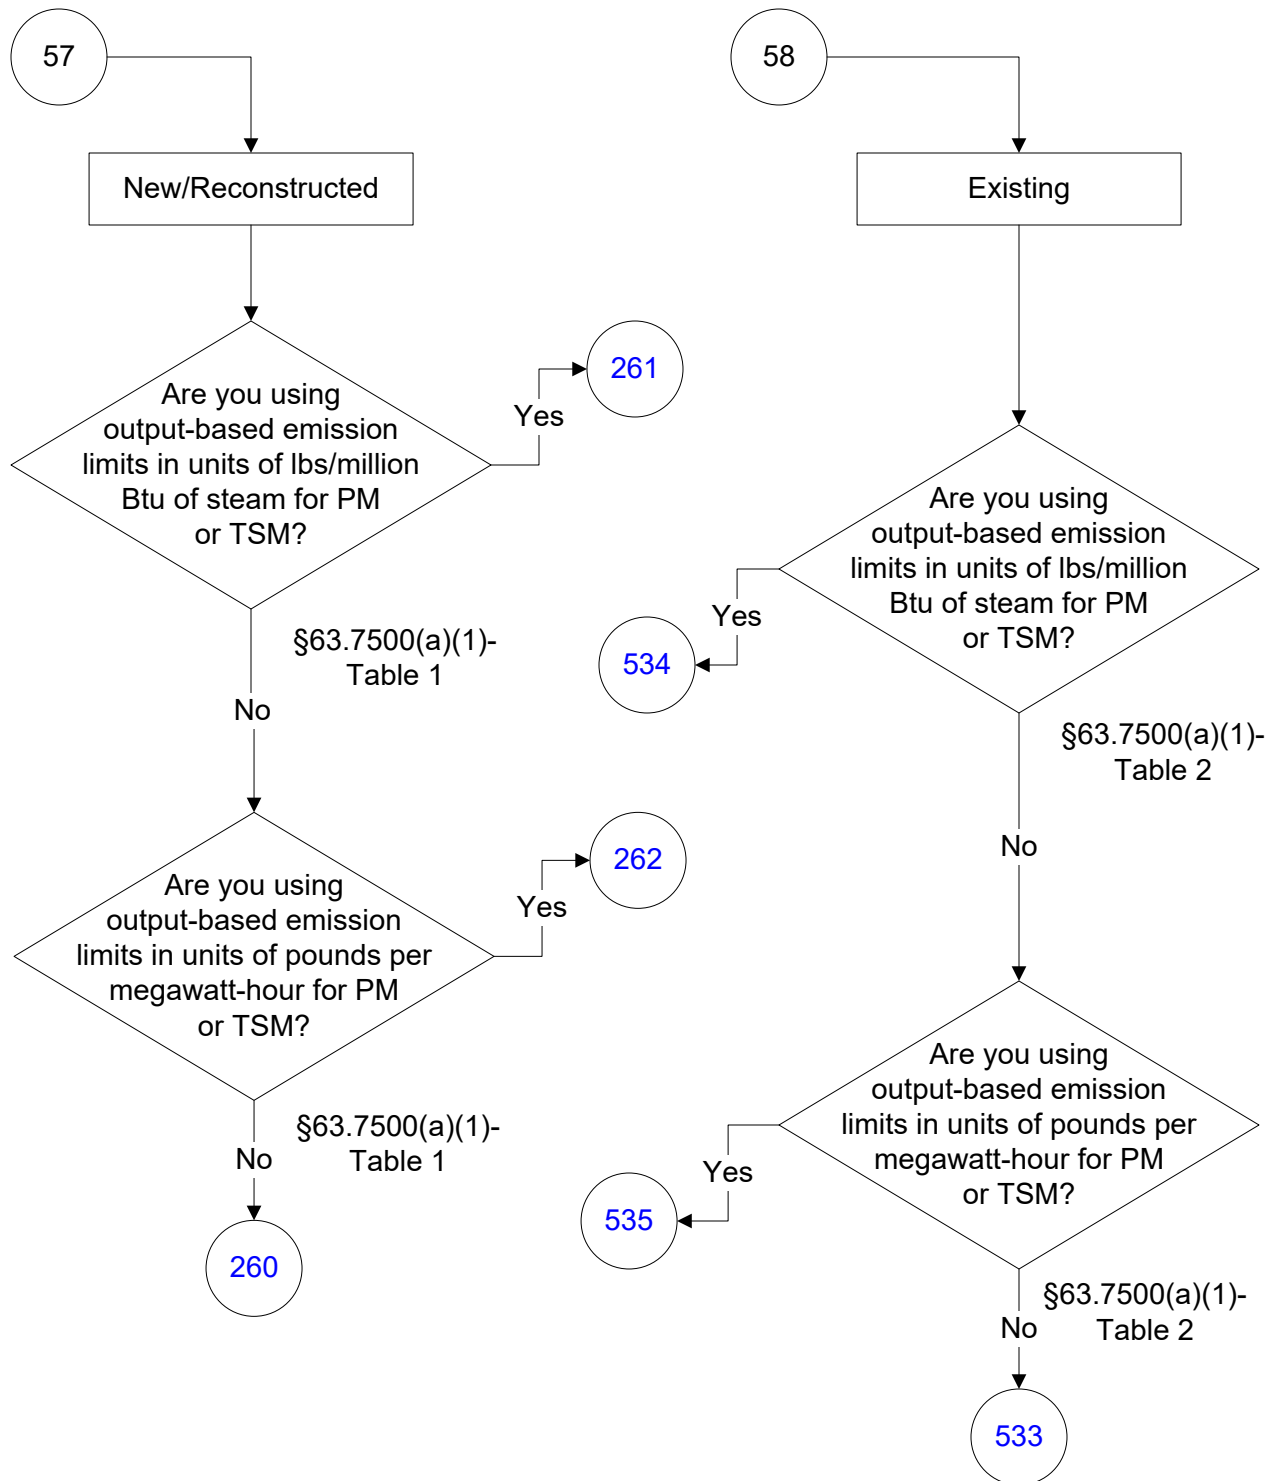 57
New/Reconstructed
Are you using
output-based emission
limits in units of lbs/million
Btu of steam for PM
or TSM?
Yes
261
§63.7500(a)(1)-
Table 1
No
Are you using
output-based emission
limits in units of pounds per
megawatt-hour for PM
or TSM?
Yes
262
§63.7500(a)(1)-
Table 1
No
260
58
Existing
Are you using
output-based emission
limits in units of lbs/million
Btu of steam for PM
or TSM?
Yes
534
§63.7500(a)(1)-
Table 2
No
Are you using
output-based emission
limits in units of pounds per
megawatt-hour for PM
or TSM?
Yes
535
§63.7500(a)(1)-
Table 2
No
533